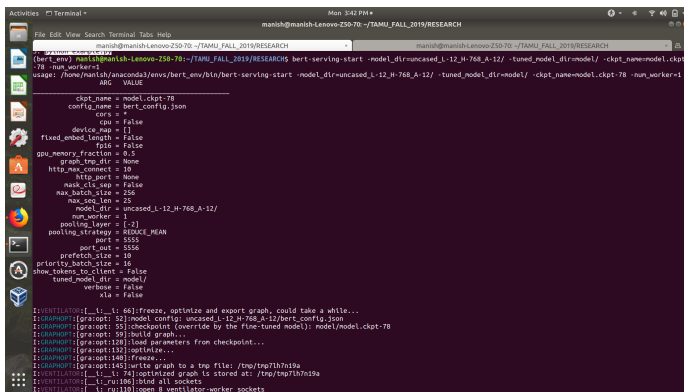 Activities Terminal ▾ Mon 3:42 PM
manish@manish-Lenovo-Z50-70: ~/TAMU_FALL_2019/RESEARCH
File Edit View Search Terminal Tabs Help
manish@manish-Lenovo-Z50-70: ~/TAMU_FALL_2019/RESEARCH × manish@manish-Lenovo-Z50-70: ~/TAMU_FALL_2019/RESEARCH ×
python example.py
(bert_env) manish@manish-Lenovo-Z50-70:~/TAMU_FALL_2019/RESEARCH$ bert-serving-start -model_dir=uncased_L-12_H-768_A-12/ -tuned_model_dir=model/ -ckpt_name=model.ckpt
-78 -num_worker=1
usage: /home/manish/anaconda3/envs/bert_env/bin/bert-serving-start -model_dir=uncased_L-12_H-768_A-12/ -tuned_model_dir=model/ -ckpt_name=model.ckpt-78 -num_worker=1
ARG VALUE
ckpt_name = model.ckpt-78
config_name = bert_config.json
cors = *
cpu = False
device_map = []
fixed_embed_length = False
fp16 = False
gpu_memory_fraction = 0.5
graph_tmp_dir = None
http_max_connect = 10
http_port = None
mask_cls_sep = False
max_batch_size = 256
max_seq_len = 25
model_dir = uncased_L-12_H-768_A-12/
num_worker = 1
pooling_layer = [-2]
pooling_strategy = REDUCE_MEAN
port = 5555
port_out = 5556
prefetch_size = 10
priority_batch_size = 16
show_tokens_to_client = False
tuned_model_dir = model/
verbose = False
xla = False
I:VENTILATOR:[__i:__i: 66]:freeze, optimize and export graph, could take a while...
I:GRAPHOPT:[gra:opt: 52]:model config: uncased_L-12_H-768_A-12/bert_config.json
I:GRAPHOPT:[gra:opt: 55]:checkpoint (override by the fine-tuned model): model/model.ckpt-78
I:GRAPHOPT:[gra:opt: 59]:build graph...
I:GRAPHOPT:[gra:opt:128]:load parameters from checkpoint...
I:GRAPHOPT:[gra:opt:132]:optimize...
I:GRAPHOPT:[gra:opt:140]:freeze...
I:GRAPHOPT:[gra:opt:145]:write graph to a tmp file: /tmp/tmp7lh7n19a
I:VENTILATOR:[__i:__i: 74]:optimized graph is stored at: /tmp/tmp7lh7n19a
I:VENTILATOR:[__i:_ru:106]:bind all sockets
I:VENTILATOR:[__i:_ru:110]:open 8 ventilator-worker sockets